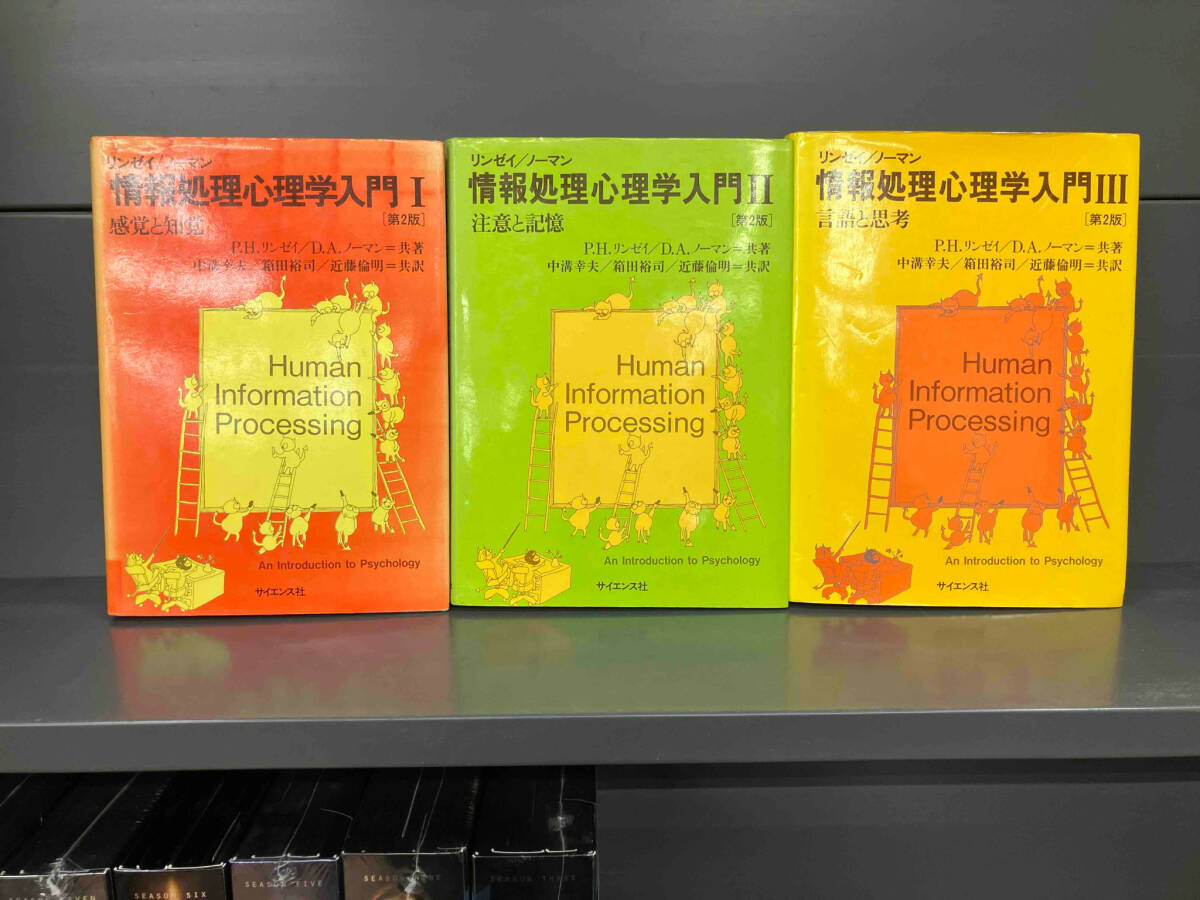 リンゼイ/ノーマン
情報処理心理学入門 I
[第2版]
感覚と知覚
P.H.リンゼイ/D.A.ノーマン=共著
中溝幸夫/箱田裕司/近藤倫明=共訳
Human
Information
Processing
An Introduction to Psychology
サイエンス社
リンゼイ/ノーマン
情報処理心理学入門 II
[第2版]
注意と記憶
P.H.リンゼイ/D.A.ノーマン=共著
中溝幸夫/箱田裕司/近藤倫明=共訳
Human
Information
Processing
An Introduction to Psychology
サイエンス社
リンゼイ/ノーマン
情報処理心理学入門 III
[第2版]
言語と思考
P.H.リンゼイ/D.A.ノーマン=共著
中溝幸夫/箱田裕司/近藤倫明=共訳
Human
Information
Processing
An Introduction to Psychology
サイエンス社
SEASON SIX
SEASON FIVE
SEASON
SEASON THREE